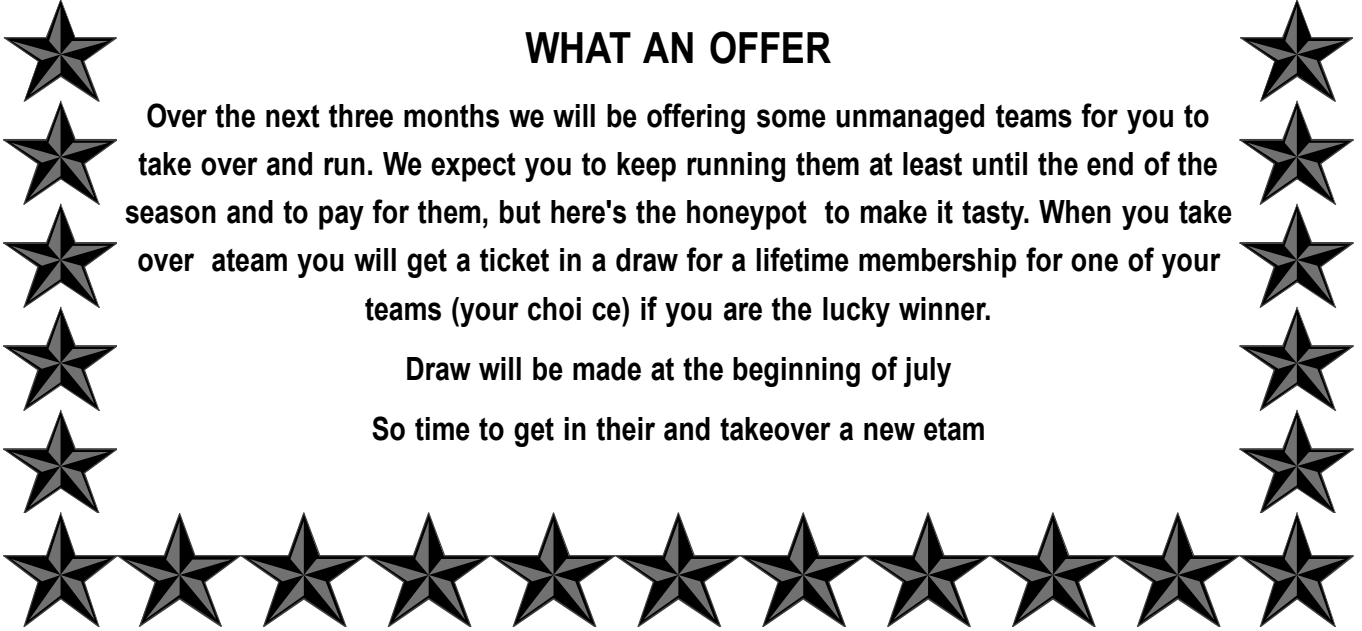 WHAT AN OFFER
Over the next three months we will be offering some unmanaged teams for you to
take over and run. We expect you to keep running them at least until the end of the
season and to pay for them, but here's the honeypot  to make it tasty. When you take
over  ateam you will get a ticket in a draw for a lifetime membership for one of your
teams (your choi ce) if you are the lucky winner.
Draw will be made at the beginning of july
So time to get in their and takeover a new etam